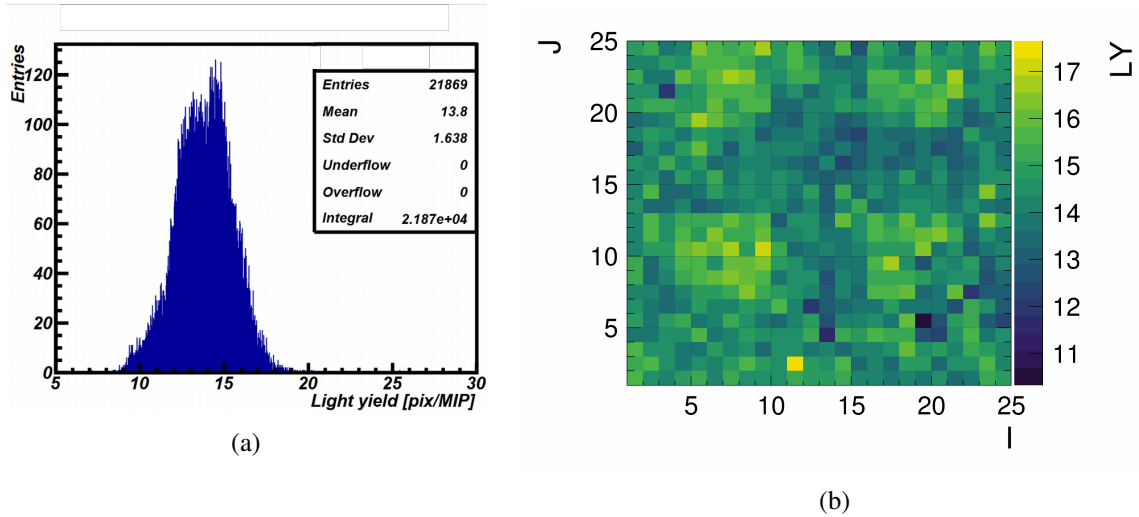 Entries
120
100
80
60
40
20
0
5 10 15 20 25 30
Light yield [pix/MIP]
Entries 21869
Mean 13.8
Std Dev 1.638
Underflow 0
Overflow 0
Integral 2.187e+04
(a)
J
25
20
15
10
5
5 10 15 20 25
I
LY
17
16
15
14
13
12
11
(b)